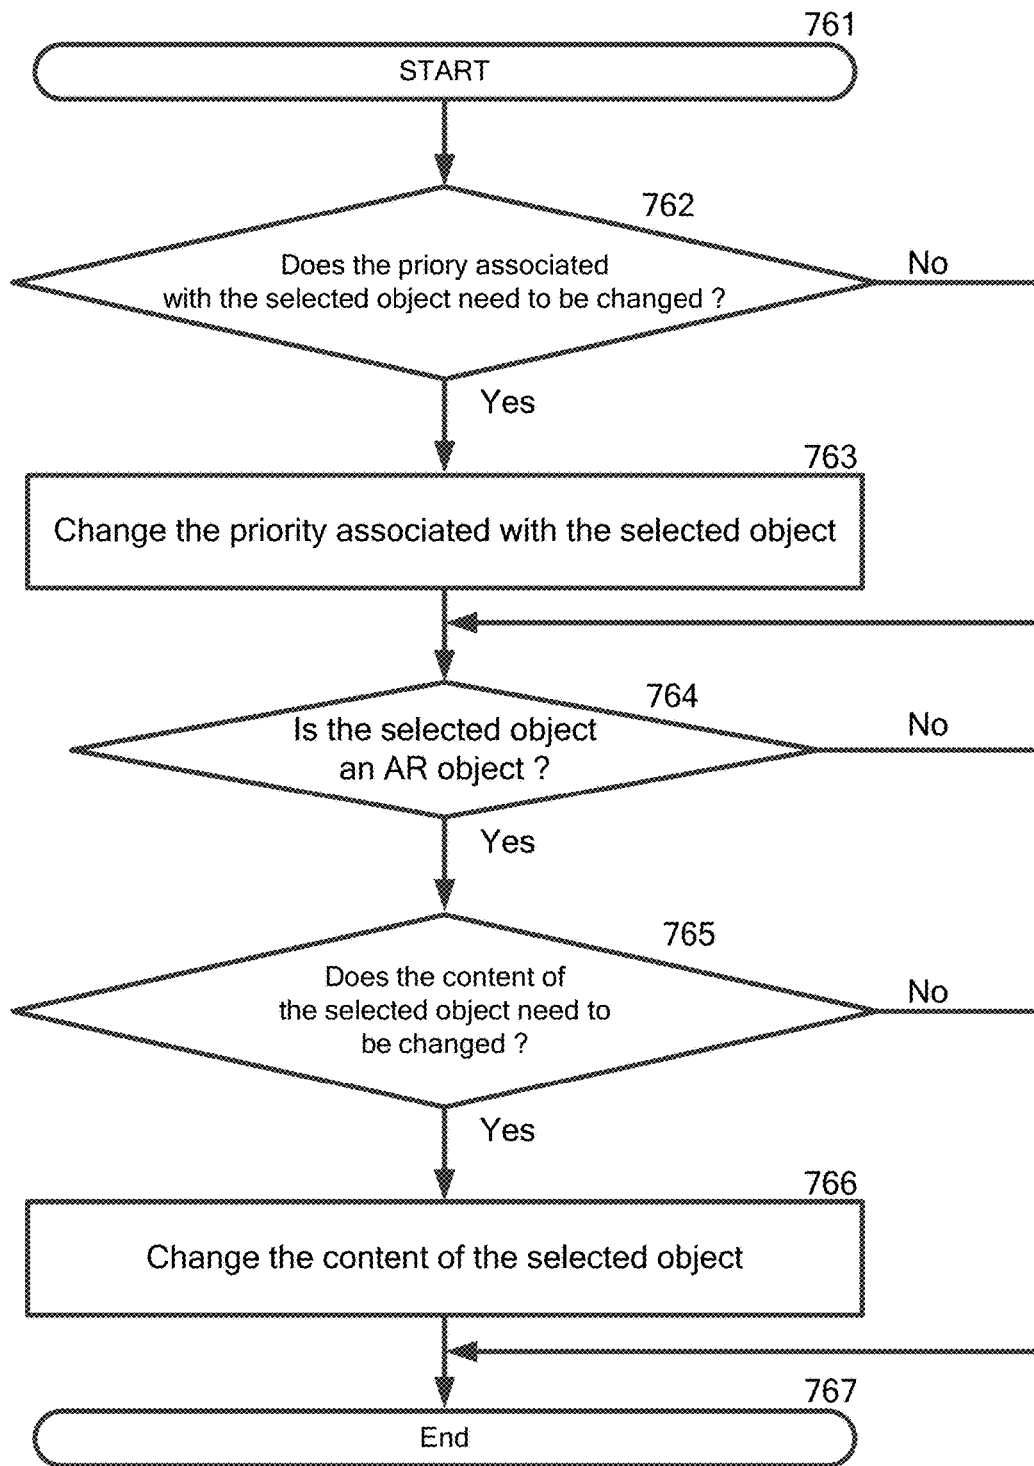 761
START
762
Does the priory associated
with the selected object need to be changed ?
No
Yes
763
Change the priority associated with the selected object
764
Is the selected object
an AR object ?
No
Yes
765
Does the content of
the selected object need to
be changed ?
No
Yes
766
Change the content of the selected object
767
End